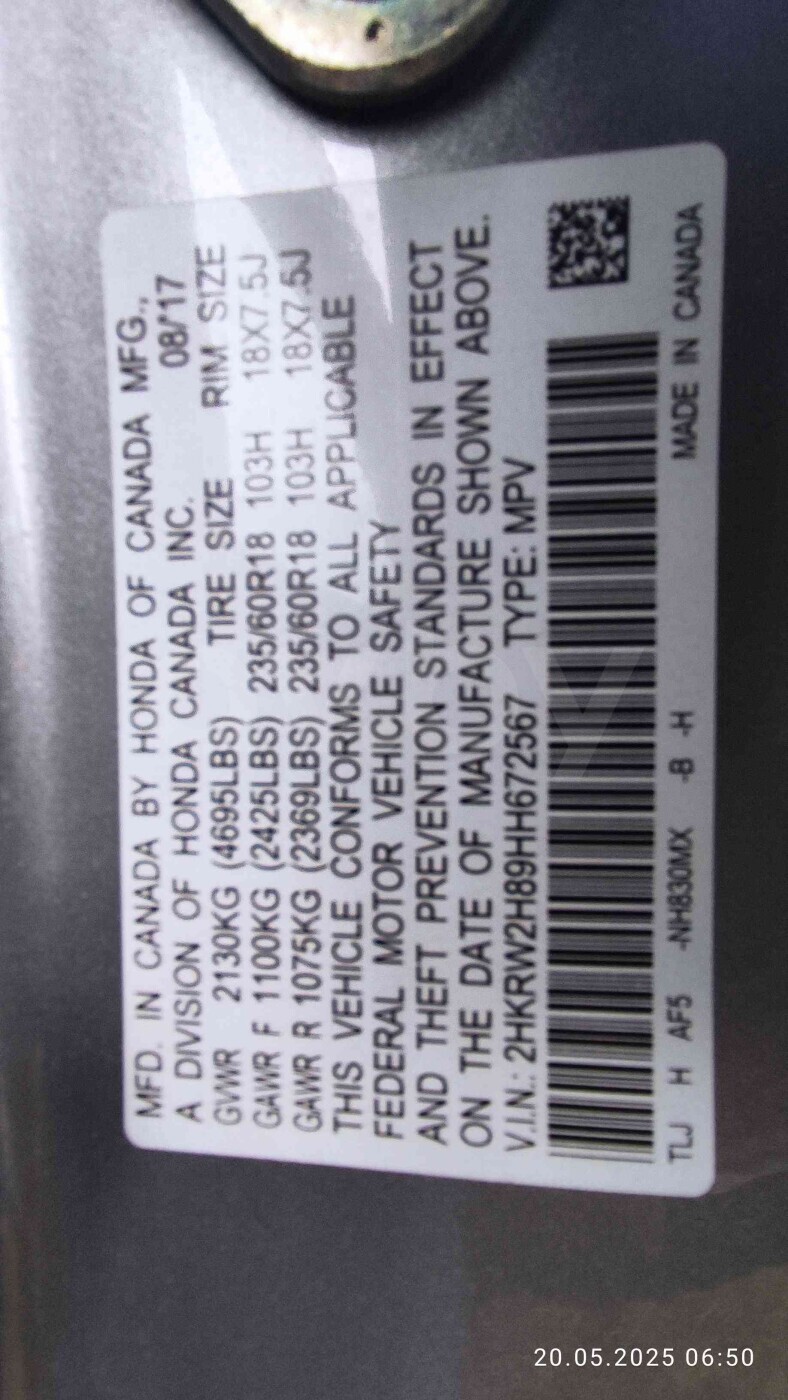 MFD. IN CANADA BY HONDA OF CANADA MFG.,
A DIVISION OF HONDA CANADA INC. 08/'17
GVWR 2130KG (4695LBS) TIRE SIZE RIM SIZE
GAWR F 1100KG (2425LBS) 235/60R18 103H 18X7.5J
GAWR R 1075KG (2369LBS) 235/60R18 103H 18X7.5J
THIS VEHICLE CONFORMS TO ALL APPLICABLE
FEDERAL MOTOR VEHICLE SAFETY
AND THEFT PREVENTION STANDARDS IN EFFECT
ON THE DATE OF MANUFACTURE SHOWN ABOVE.
V.I.N.: 2HKRW2H89HH672567 TYPE: MPV
TLJ H AF5 -NH830MX -B -H MADE IN CANADA
20.05.2025 06:50